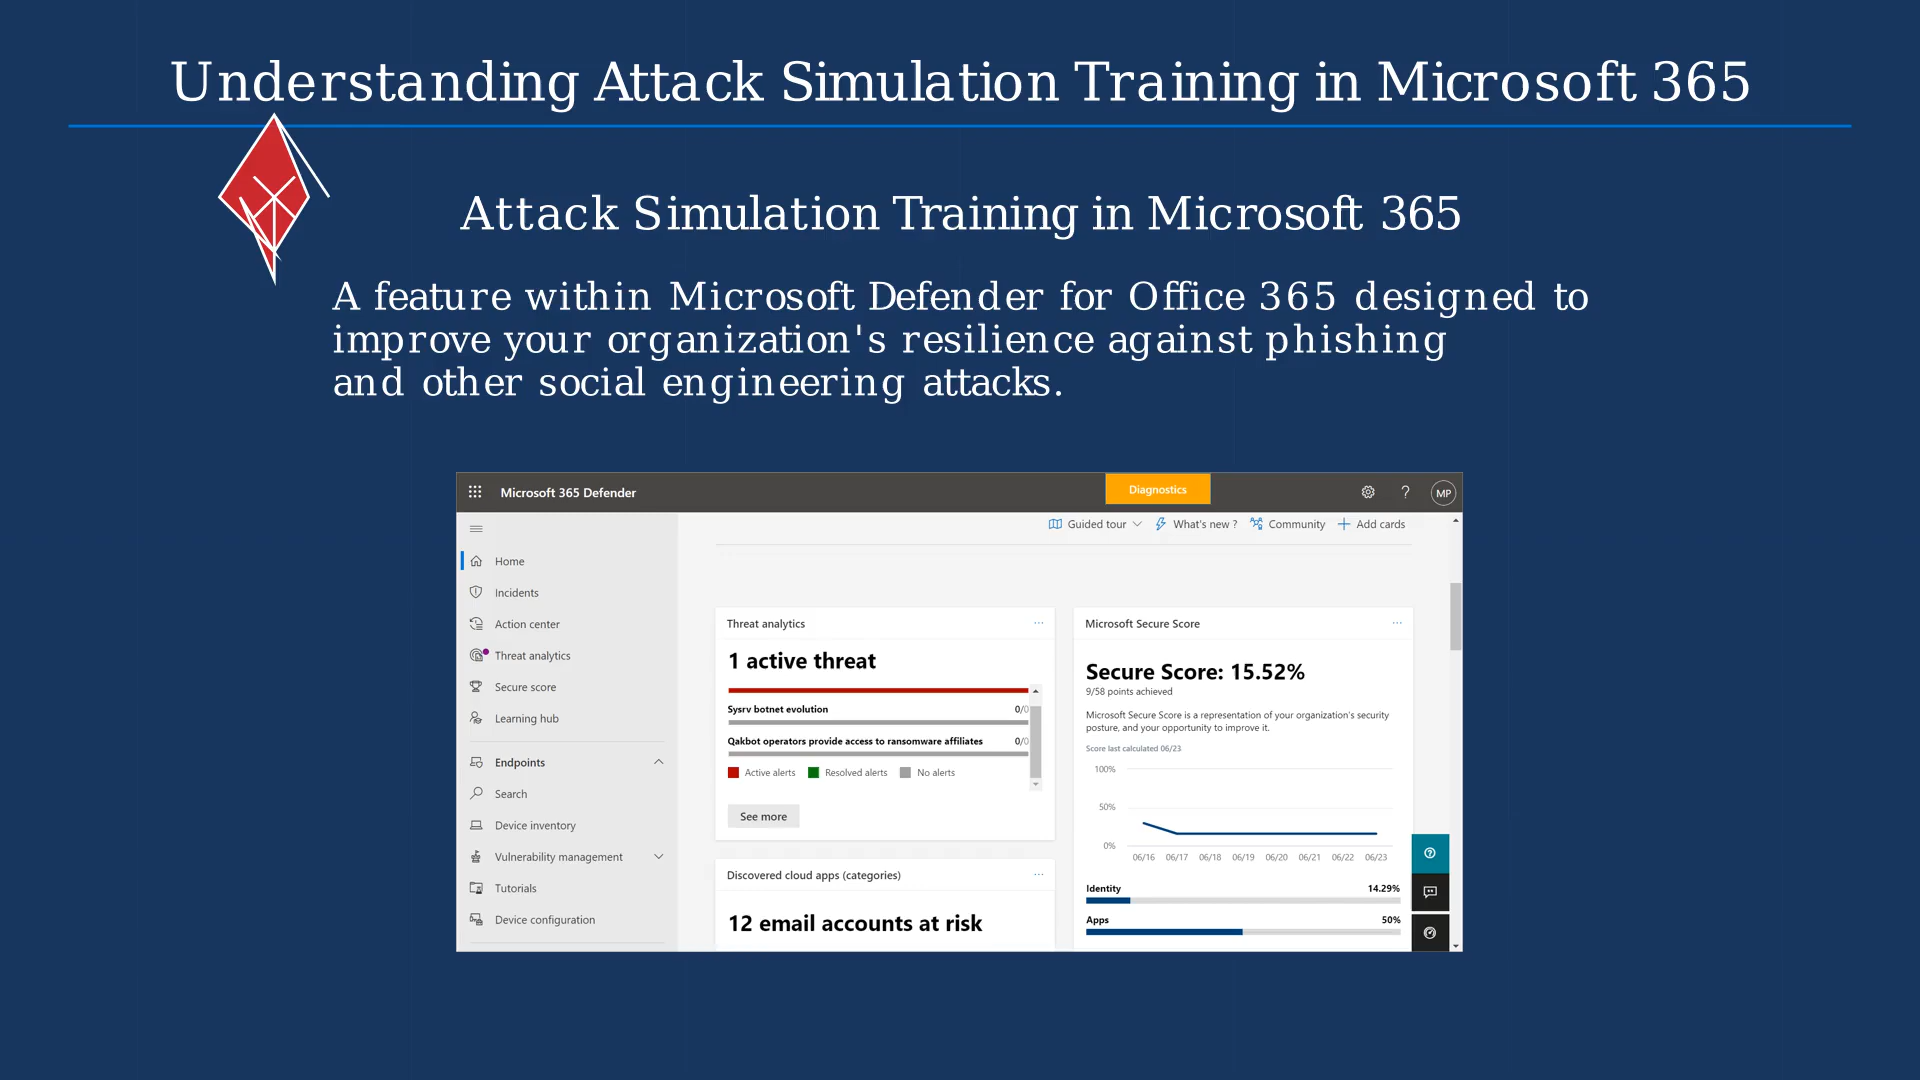 Understanding Attack Simulation Training in Microsoft 365
Attack Simulation Training in Microsoft 365
A feature within Microsoft Defender for Office 365 designed to
improve your organization's resilience against phishing
and other social engineering attacks.
Microsoft 365 Defender
Diagnostics
?
MP
Guided tour
What's new ?
Community
Add cards
Home
Incidents
Action center
Threat analytics
Secure score
Learning hub
Endpoints
Search
Device inventory
Vulnerability management
Tutorials
Device configuration
Threat analytics
...
1 active threat
Sysrv botnet evolution 0/0
Qakbot operators provide access to ransomware affiliates 0/0
Active alerts Resolved alerts No alerts
See more
Discovered cloud apps (categories)
...
12 email accounts at risk
Microsoft Secure Score
...
Secure Score: 15.52%
9/58 points achieved
Microsoft Secure Score is a representation of your organization's security
posture, and your opportunity to improve it.
Score last calculated 06/23
100%
50%
0%
06/16 06/17 06/18 06/19 06/20 06/21 06/22 06/23
Identity 14.29%
Apps 50%